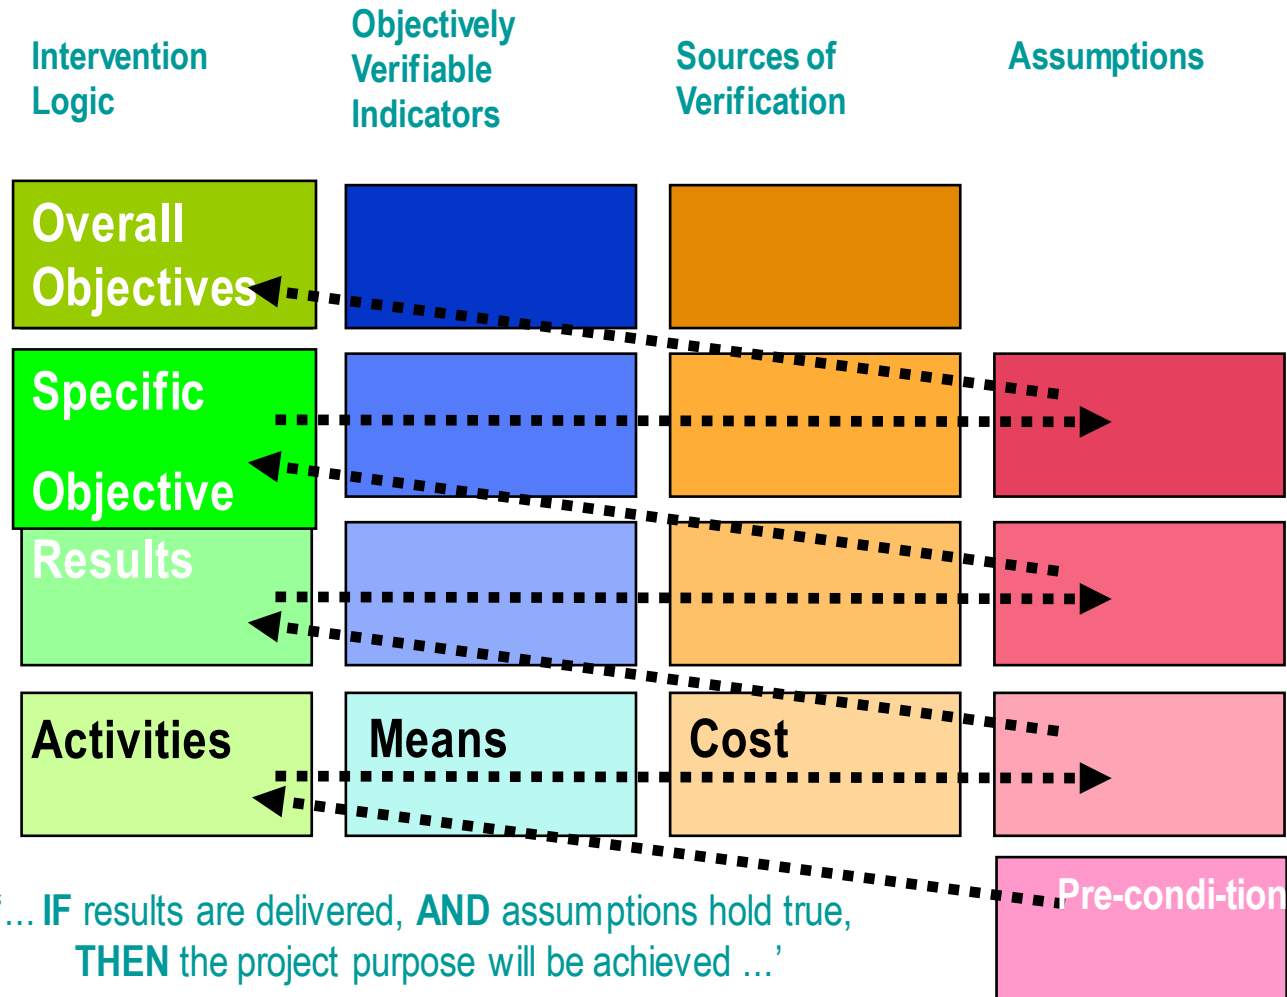 Intervention
Logic
Objectively
Verifiable
Indicators
Sources of
Verification
Assumptions
Overall
Objectives
Specific
Objective
Results
Activities
Means
Cost
Pre-condi-tion
‘... IF results are delivered, AND assumptions hold true,
THEN the project purpose will be achieved ...’